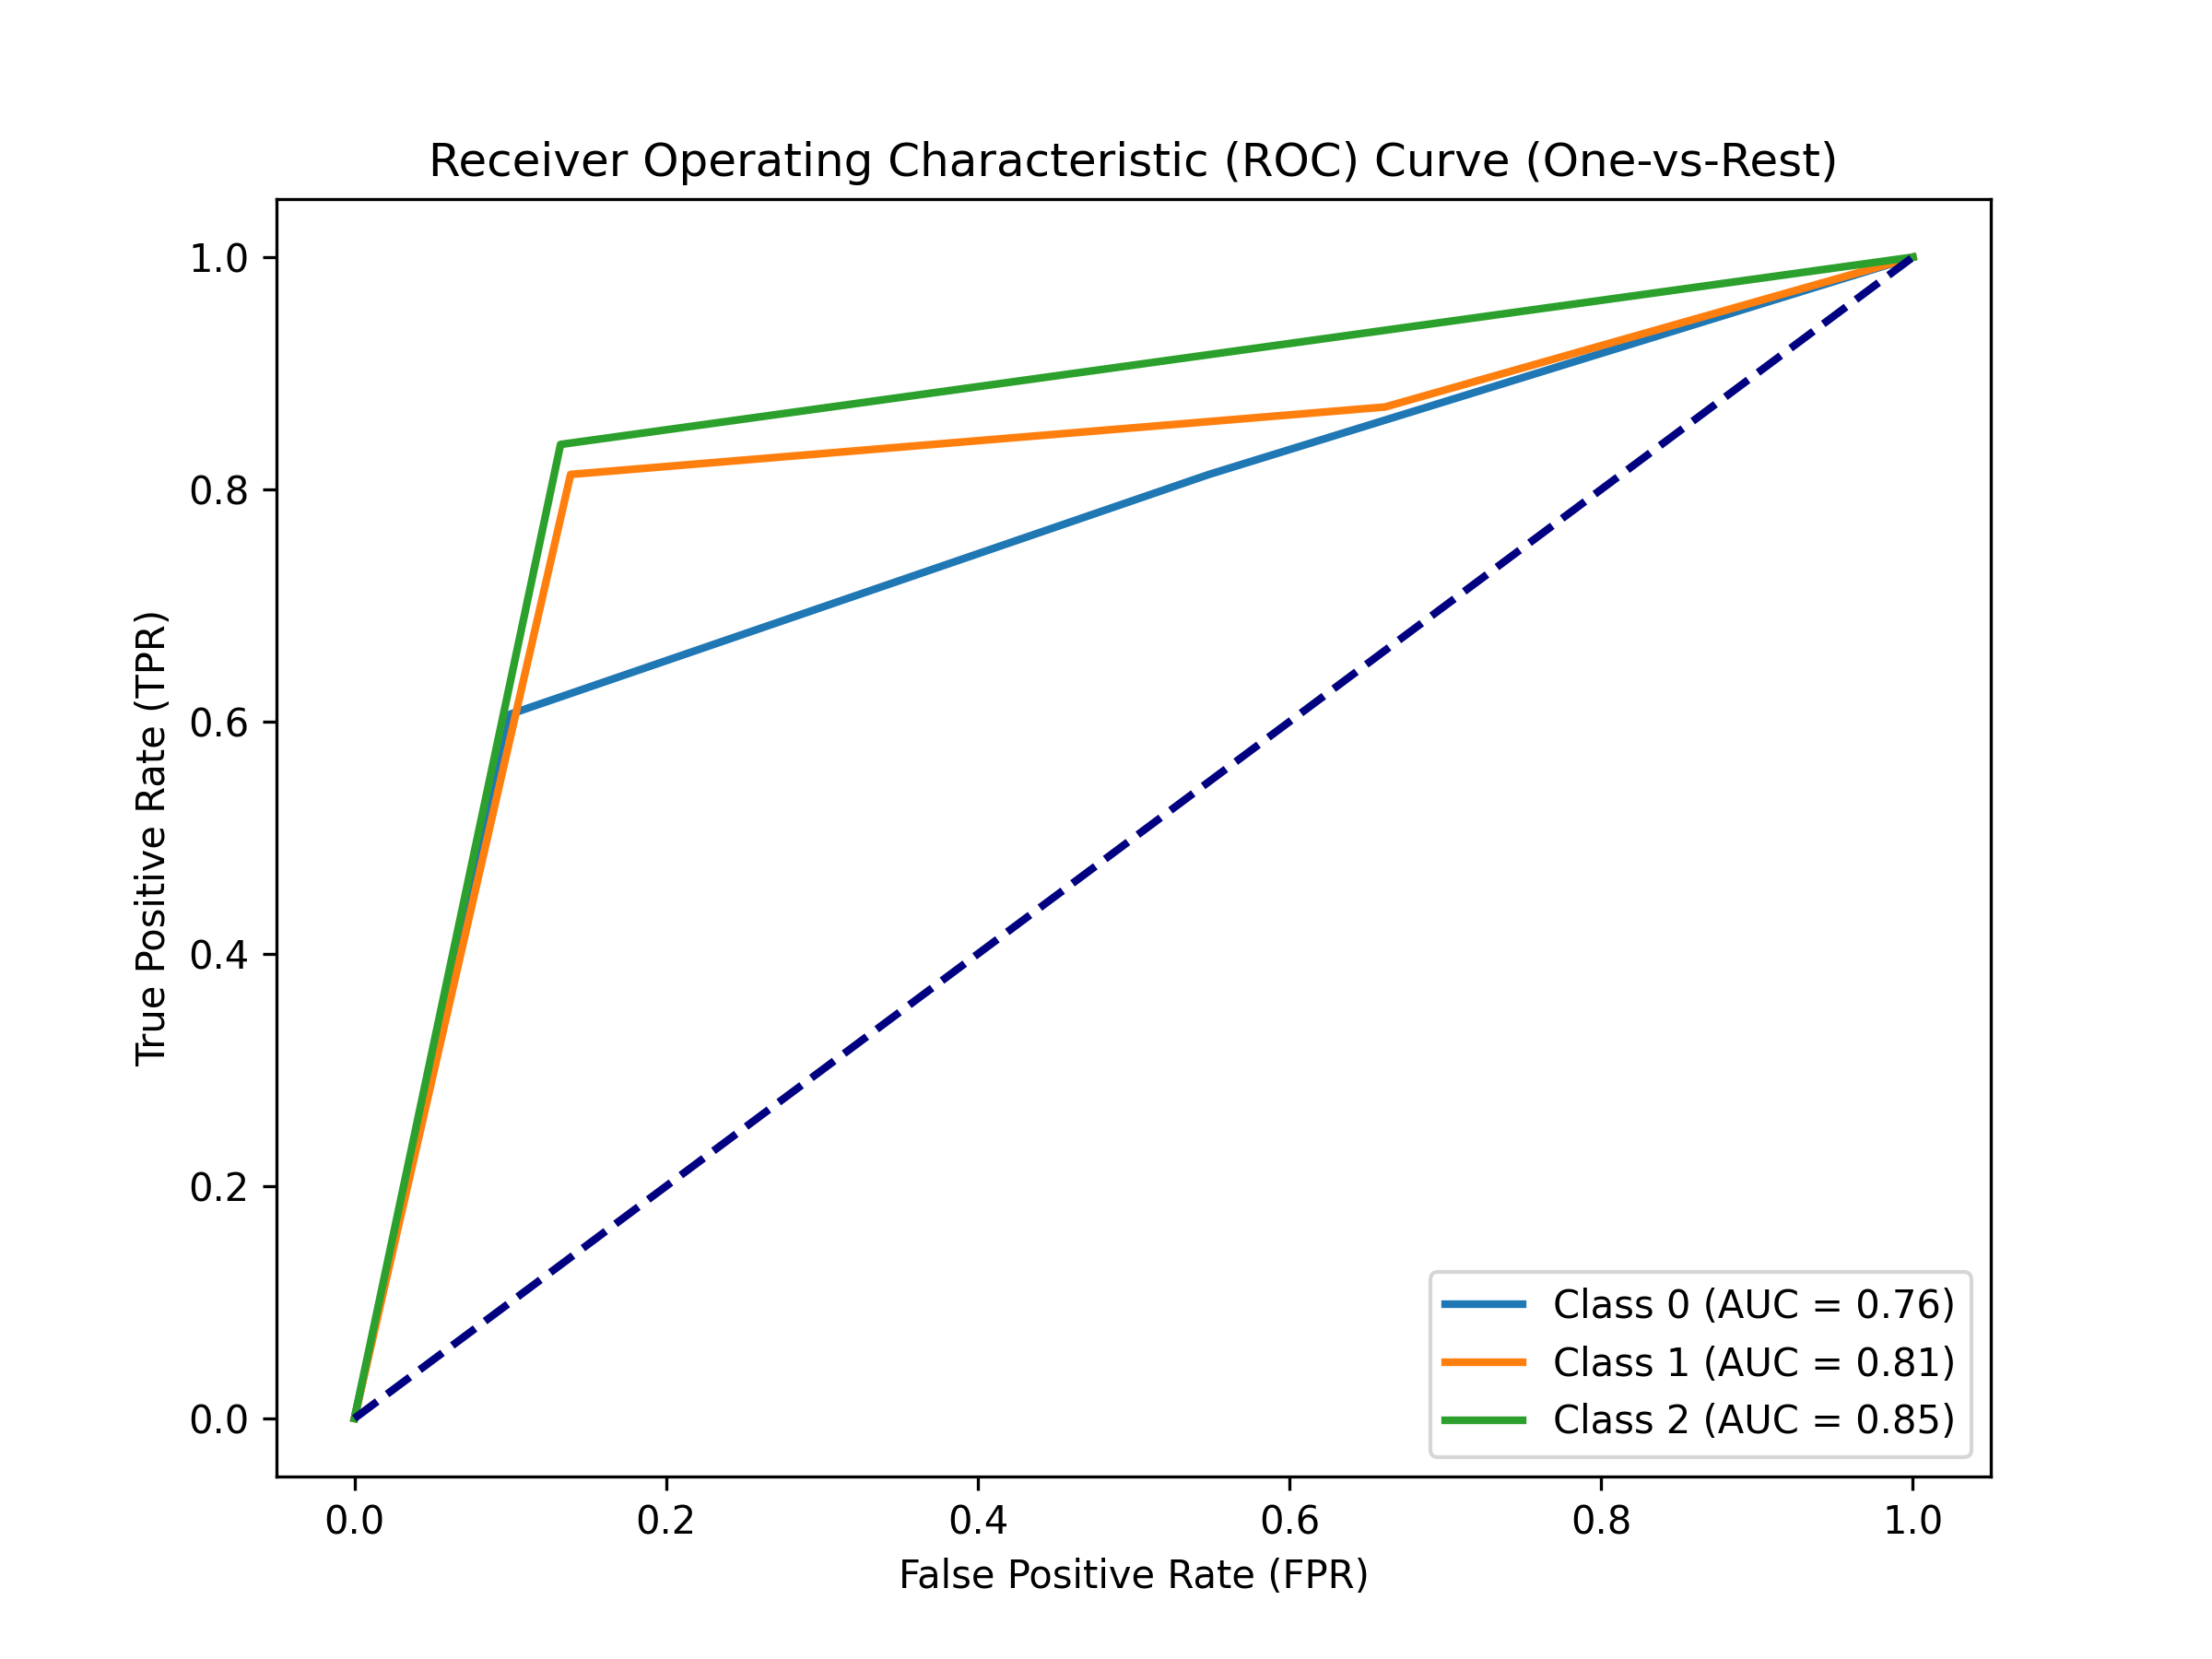 Receiver Operating Characteristic (ROC) Curve (One-vs-Rest)
True Positive Rate (TPR)
1.0
0.8
0.6
0.4
0.2
0.0
0.0 0.2 0.4 0.6 0.8 1.0
False Positive Rate (FPR)
Class 0 (AUC = 0.76)
Class 1 (AUC = 0.81)
Class 2 (AUC = 0.85)